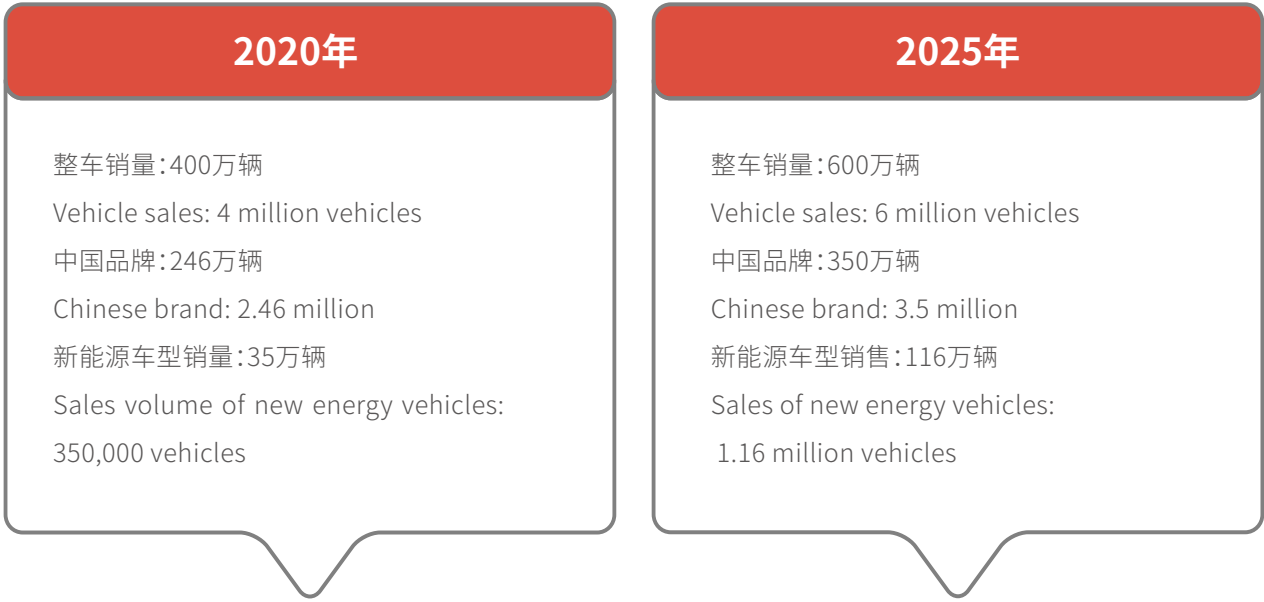 2020年
整车销量：400万辆
Vehicle sales: 4 million vehicles
中国品牌：246万辆
Chinese brand: 2.46 million
新能源车型销量：35万辆
Sales volume of new energy vehicles:
350,000 vehicles
2025年
整车销量：600万辆
Vehicle sales: 6 million vehicles
中国品牌：350万辆
Chinese brand: 3.5 million
新能源车型销售：116万辆
Sales of new energy vehicles:
1.16 million vehicles